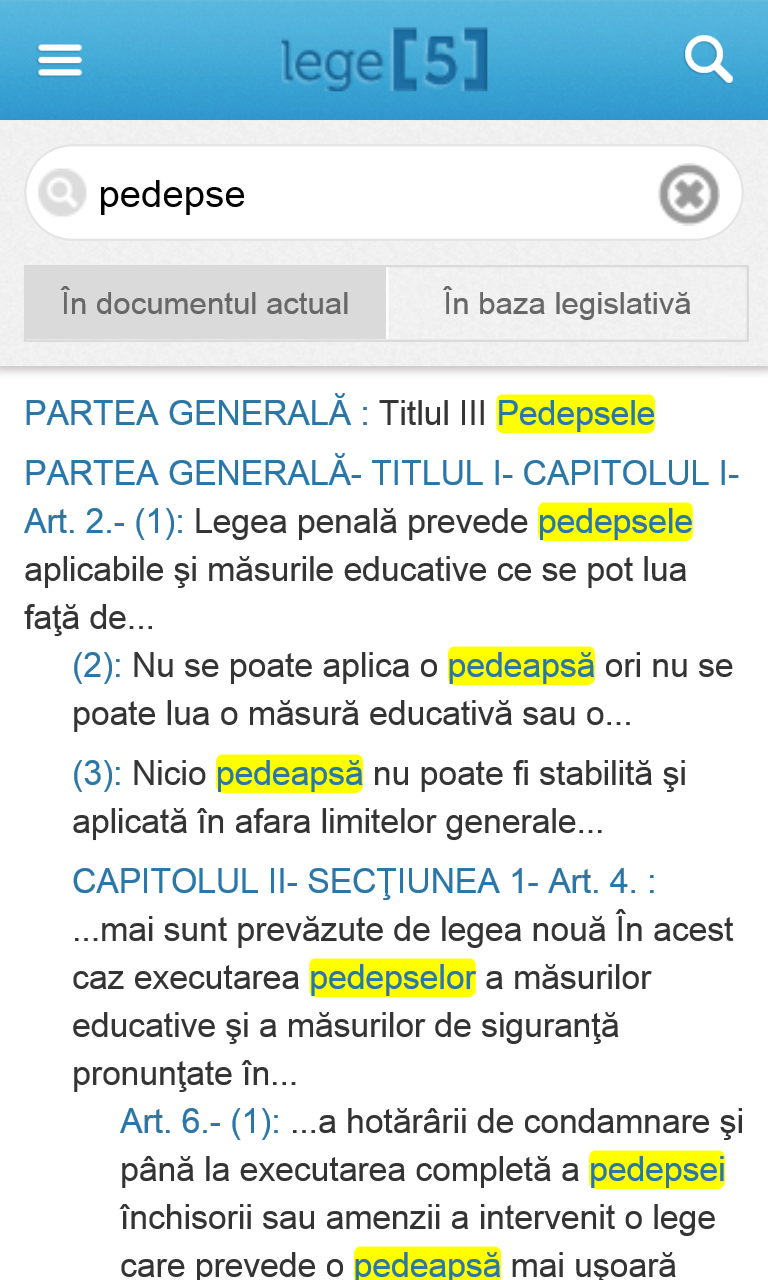 lege[5]
pedepse
În documentul actual
În baza legislativă
PARTEA GENERALĂ : Titlul III Pedepsele
PARTEA GENERALĂ- TITLUL I- CAPITOLUL I-
Art. 2.- (1): Legea penală prevede pedepsele
aplicabile şi măsurile educative ce se pot lua
faţă de...
(2): Nu se poate aplica o pedeapsă ori nu se
poate lua o măsură educativă sau o...
(3): Nicio pedeapsă nu poate fi stabilită şi
aplicată în afara limitelor generale...
CAPITOLUL II- SECŢIUNEA 1- Art. 4. :
...mai sunt prevăzute de legea nouă În acest
caz executarea pedepselor a măsurilor
educative şi a măsurilor de siguranţă
pronunţate în...
Art. 6.- (1): ...a hotărârii de condamnare şi
până la executarea completă a pedepsei
închisorii sau amenzii a intervenit o lege
care prevede o pedeapsă mai uşoară